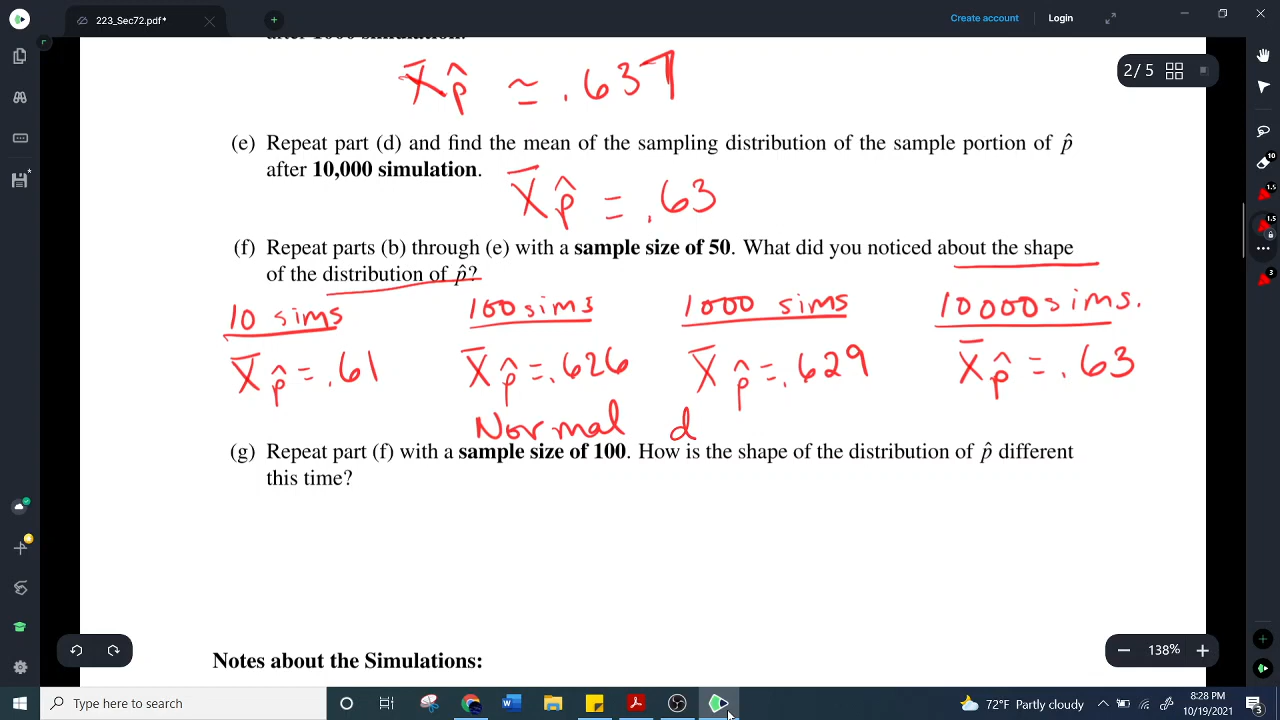 223_Sec72.pdf*
Create account
Login
after 1000 simulation.
2/5
X̄ p̂ ≃ .637
(e) Repeat part (d) and find the mean of the sampling distribution of the sample portion of p̂
after 10,000 simulation.
X̄ p̂ = .63
(f) Repeat parts (b) through (e) with a sample size of 50. What did you noticed about the shape
of the distribution of p̂?
10 sims 100 sims 1000 sims 10000 sims.
X̄ p̂ = .61 X̄ p̂ = .626 X̄ p̂ = .629 X̄ p̂ = .63
Normal d
(g) Repeat part (f) with a sample size of 100. How is the shape of the distribution of p̂ different
this time?
Notes about the Simulations:
138%
Type here to search
72°F Partly cloudy
8:28 PM
10/19/2021